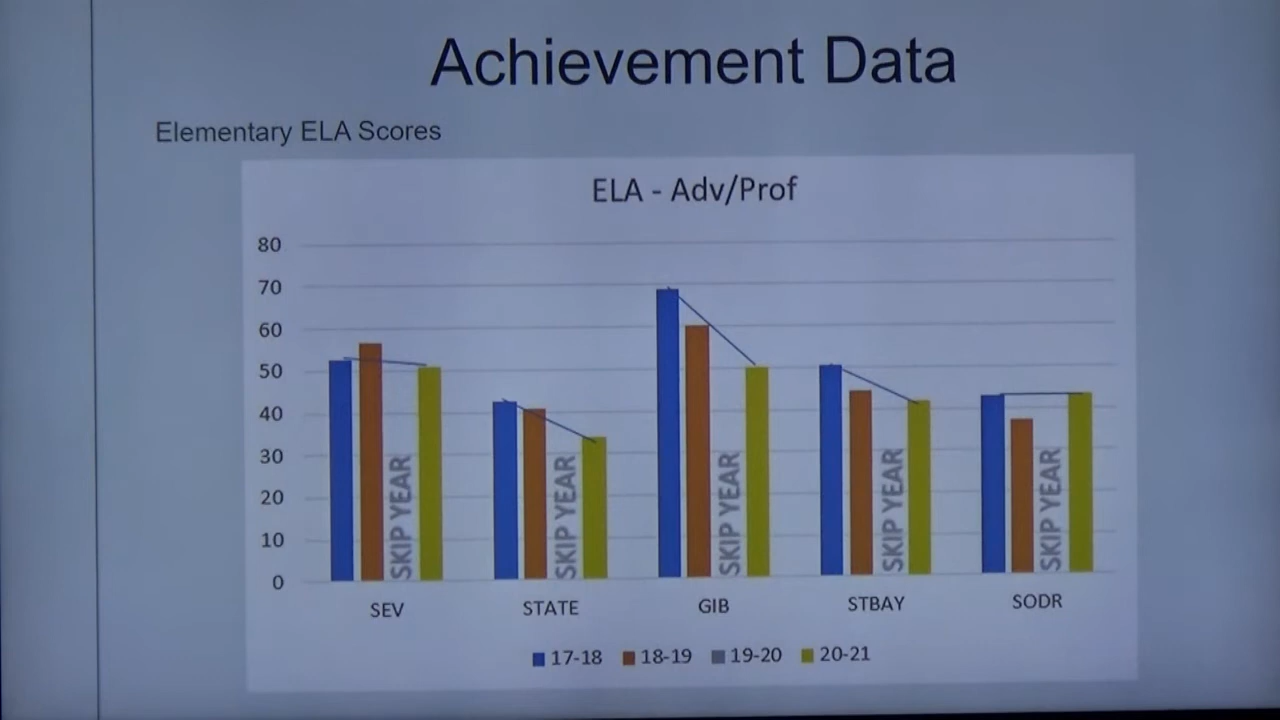 Achievement Data
Elementary ELA Scores
ELA - Adv/Prof
80
70
60
50
40
30
20
10
0
SKIP YEAR
SKIP YEAR
SKIP YEAR
SKIP YEAR
SKIP YEAR
SEV STATE GIB STBAY SODR
17-18 18-19 19-20 20-21